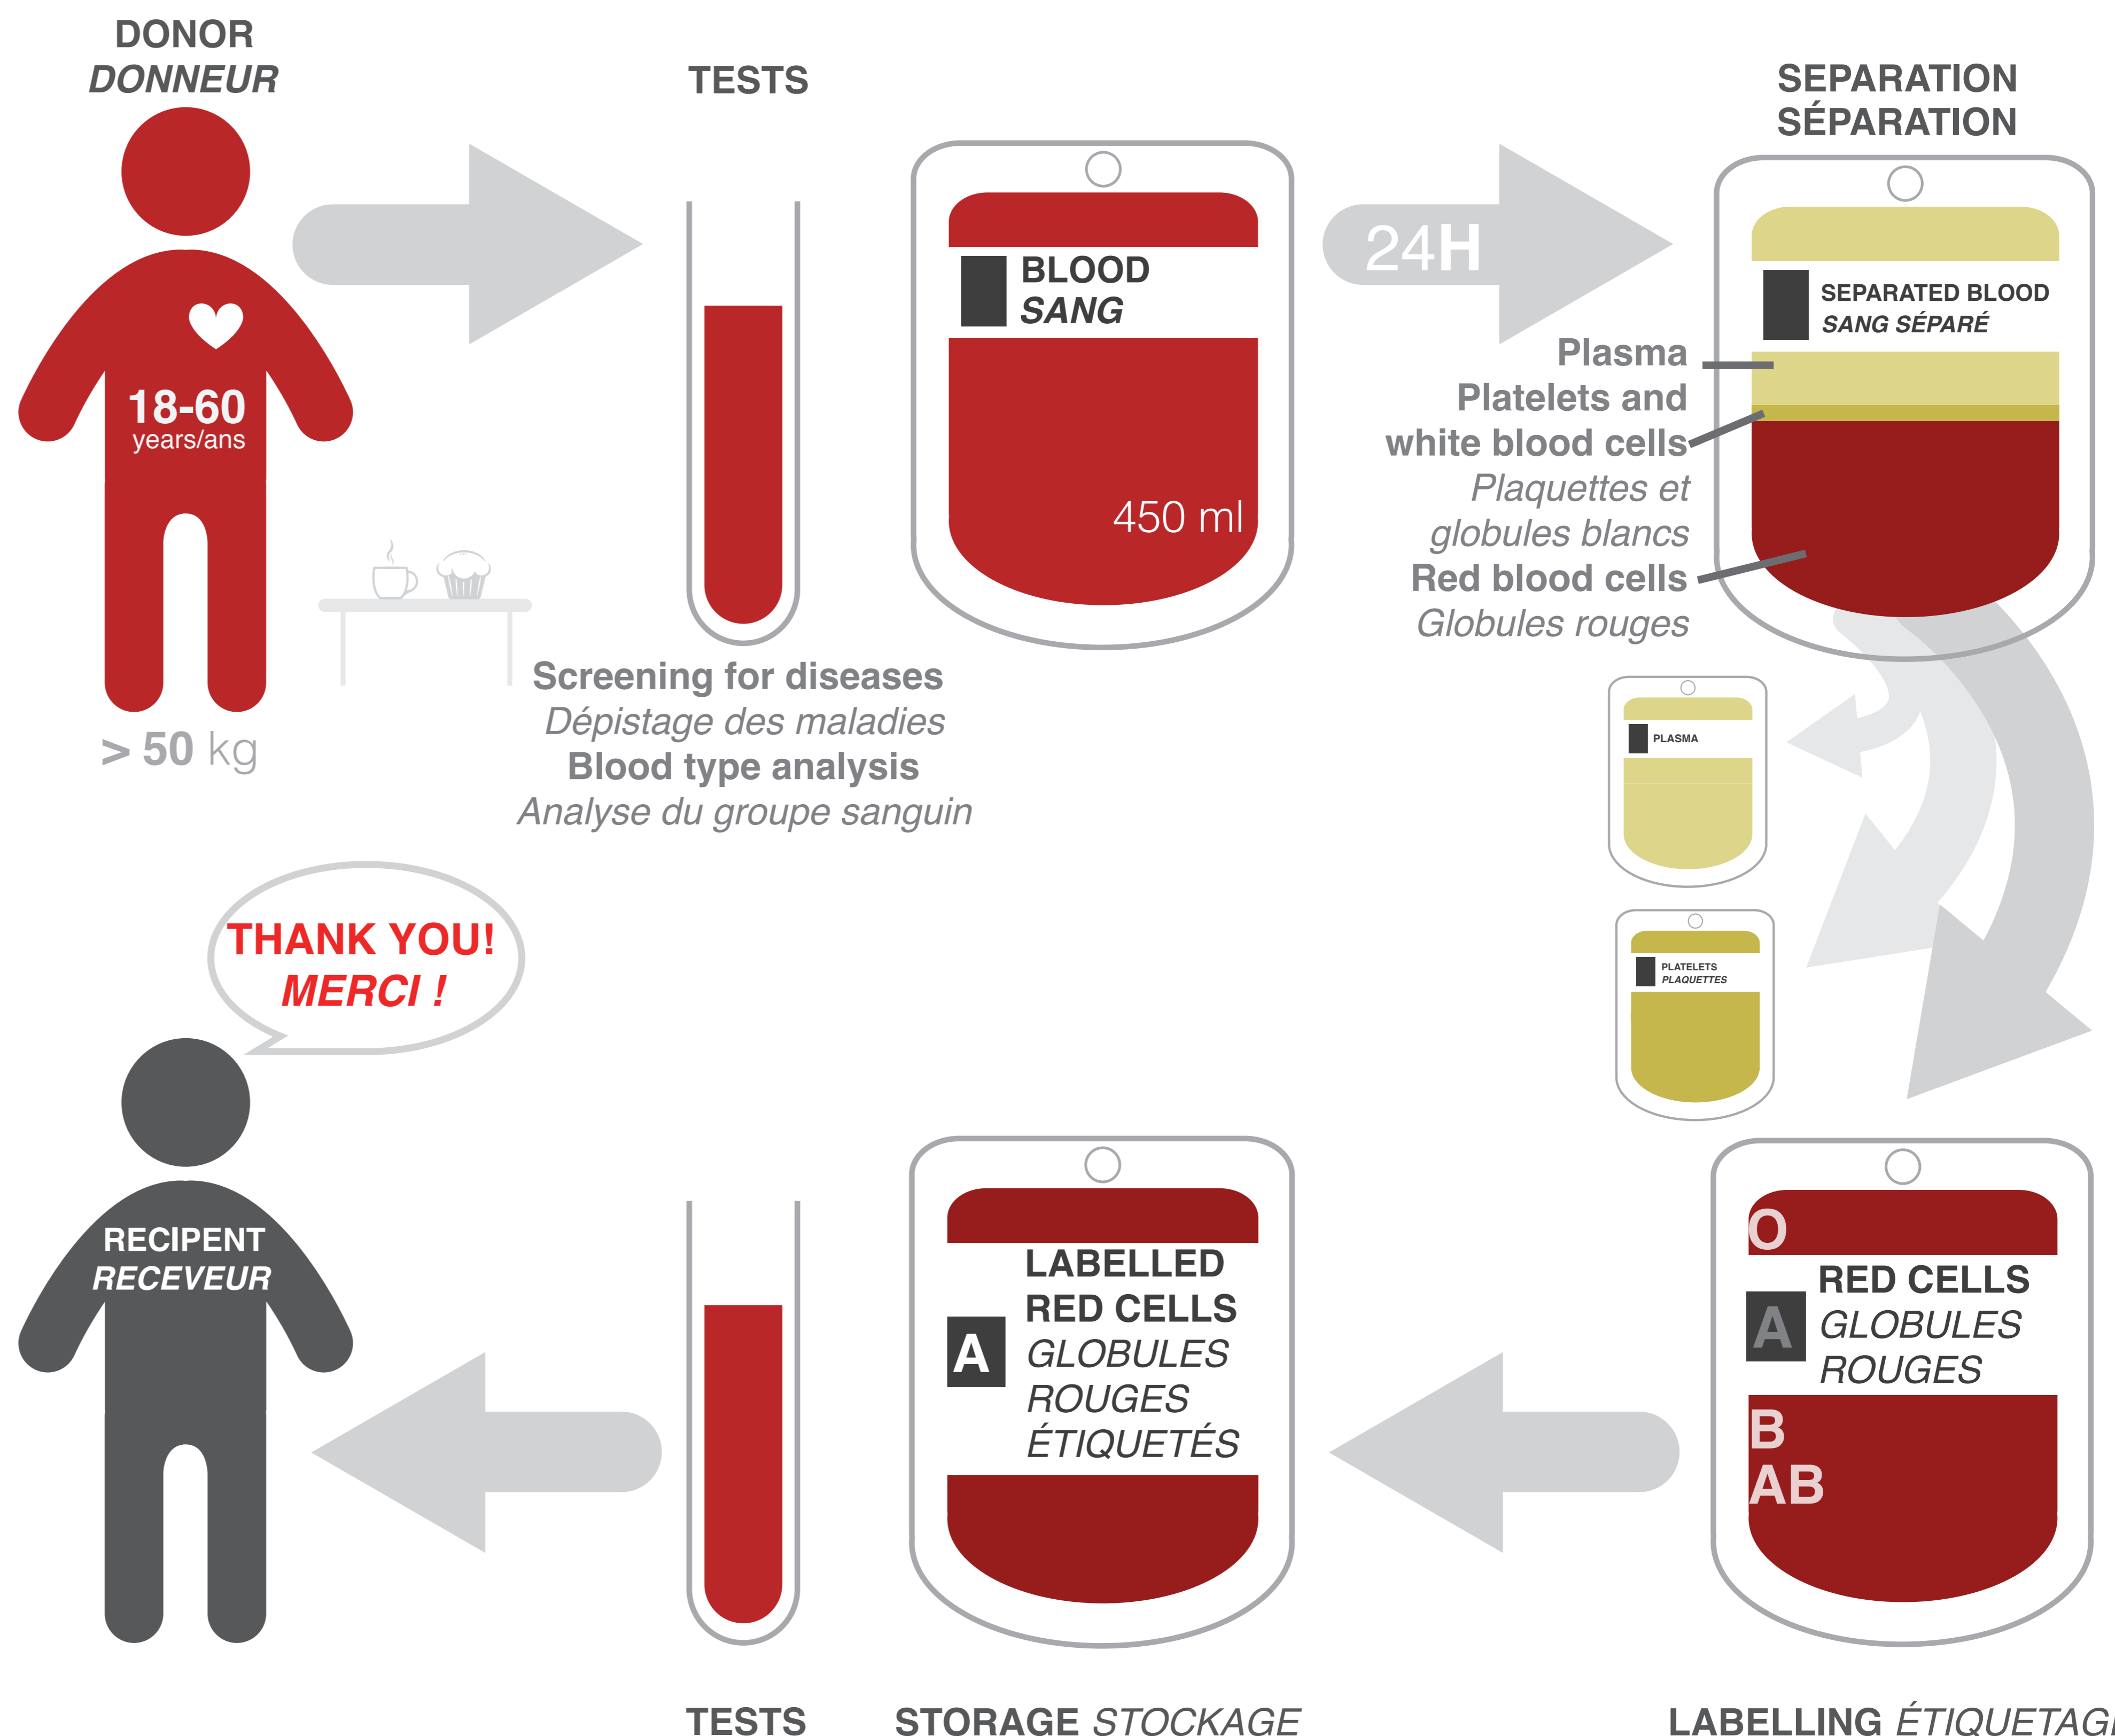 DONOR
DONNEUR
18-60
years/ans
> 50 kg
TESTS
Screening for diseases
Dépistage des maladies
Blood type analysis
Analyse du groupe sanguin
BLOOD
SANG
450 ml
24H
SEPARATION
SÉPARATION
SEPARATED BLOOD
SANG SÉPARÉ
Plasma
Platelets and
white blood cells
Plaquettes et
globules blancs
Red blood cells
Globules rouges
PLASMA
PLATELETS
PLAQUETTES
O
A
B
AB
RED CELLS
GLOBULES
ROUGES
LABELLING ÉTIQUETAGE
A
LABELLED
RED CELLS
GLOBULES
ROUGES
ÉTIQUETÉS
STORAGE STOCKAGE
TESTS
THANK YOU!
MERCI !
RECIPENT
RECEVEUR